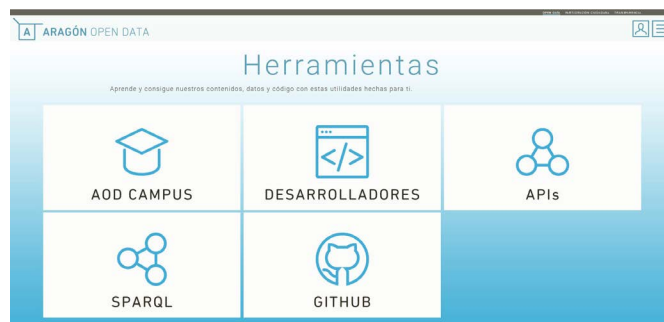 A ARAGÓN OPEN DATA
Herramientas
Aprende y consigue nuestros contenidos, datos y código con estas utilidades hechas para ti.
AOD CAMPUS
DESARROLLADORES
</>
APIs
SPARQL
GITHUB